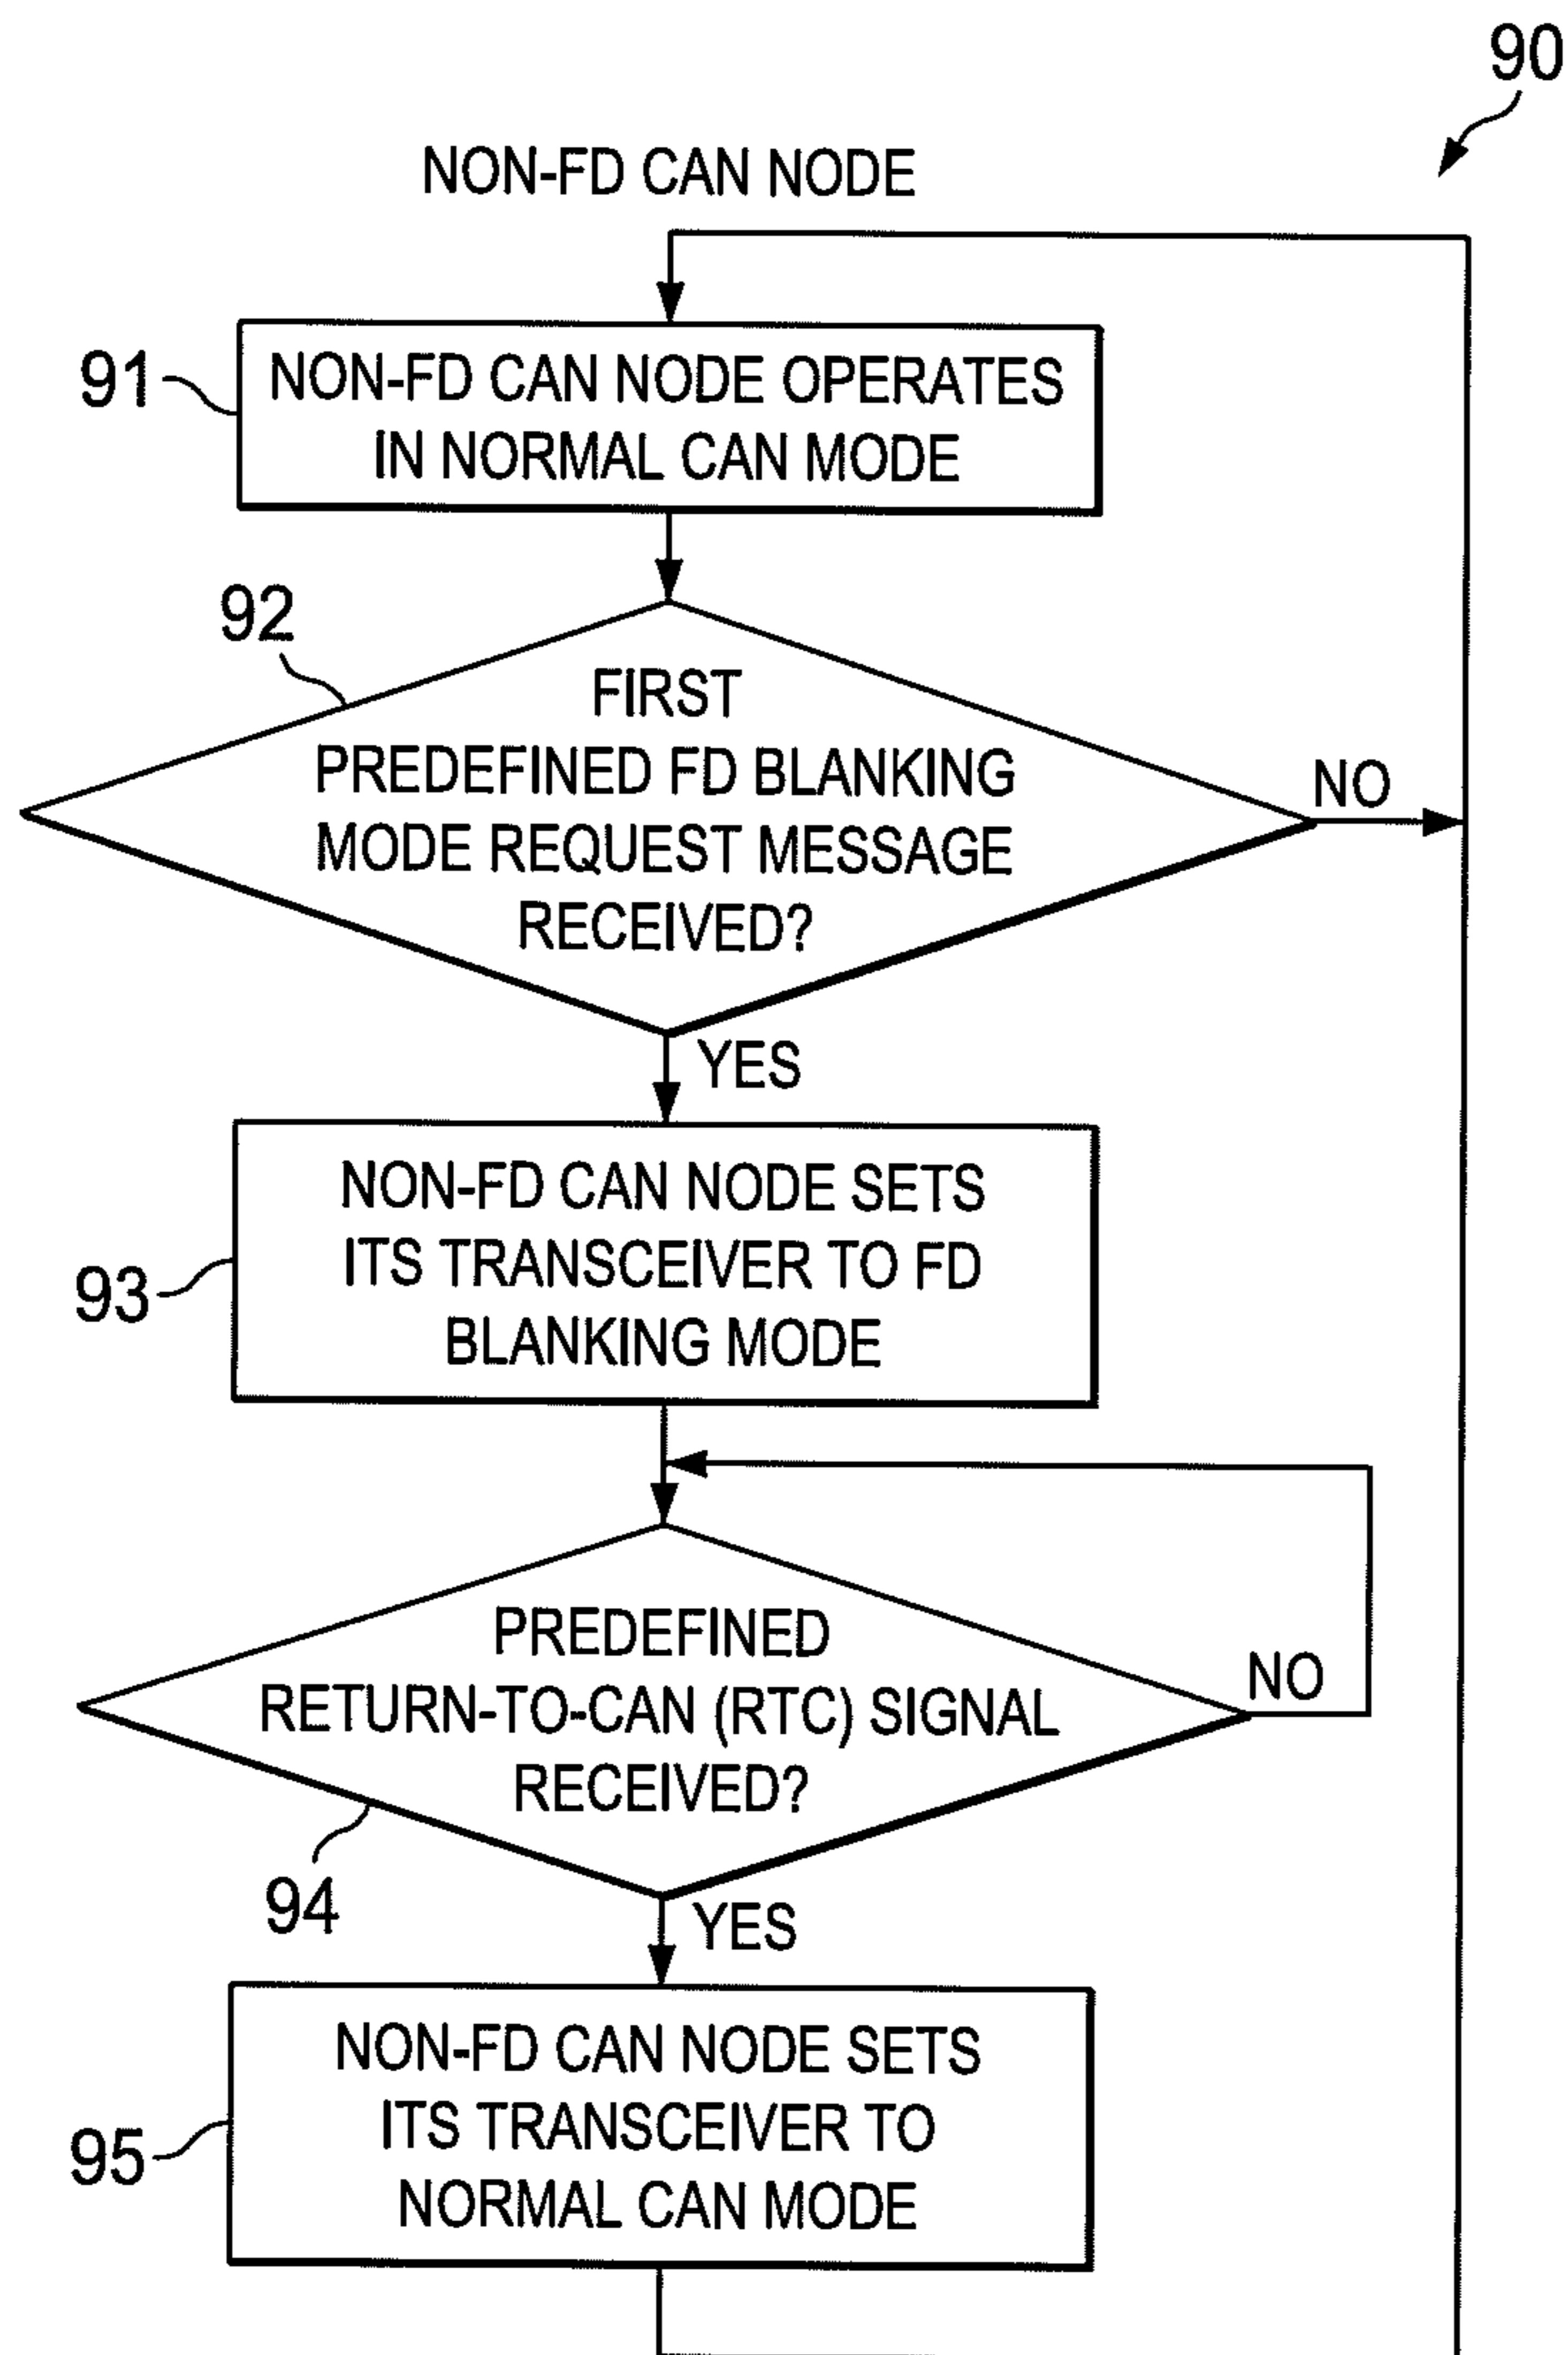 90
NON-FD CAN NODE
91
NON-FD CAN NODE OPERATES
IN NORMAL CAN MODE
92
FIRST
PREDEFINED FD BLANKING
MODE REQUEST MESSAGE
RECEIVED?
NO
YES
93
NON-FD CAN NODE SETS
ITS TRANSCEIVER TO FD
BLANKING MODE
PREDEFINED
RETURN-TO-CAN (RTC) SIGNAL
RECEIVED?
NO
94
YES
95
NON-FD CAN NODE SETS
ITS TRANSCEIVER TO
NORMAL CAN MODE